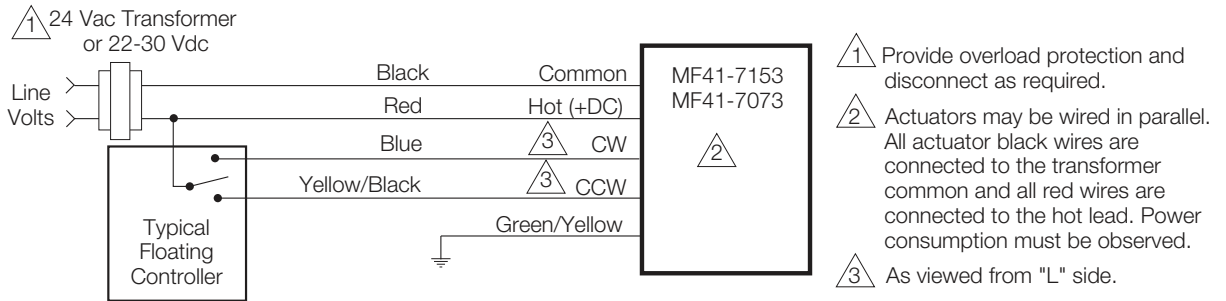 1 24 Vac Transformer
or 22-30 Vdc
Line
Volts
Black Common
Red Hot (+DC)
Blue 3 CW
Yellow/Black 3 CCW
Green/Yellow
Typical
Floating
Controller
MF41-7153
MF41-7073
2
1 Provide overload protection and
disconnect as required.
2 Actuators may be wired in parallel.
All actuator black wires are
connected to the transformer
common and all red wires are
connected to the hot lead. Power
consumption must be observed.
3 As viewed from "L" side.